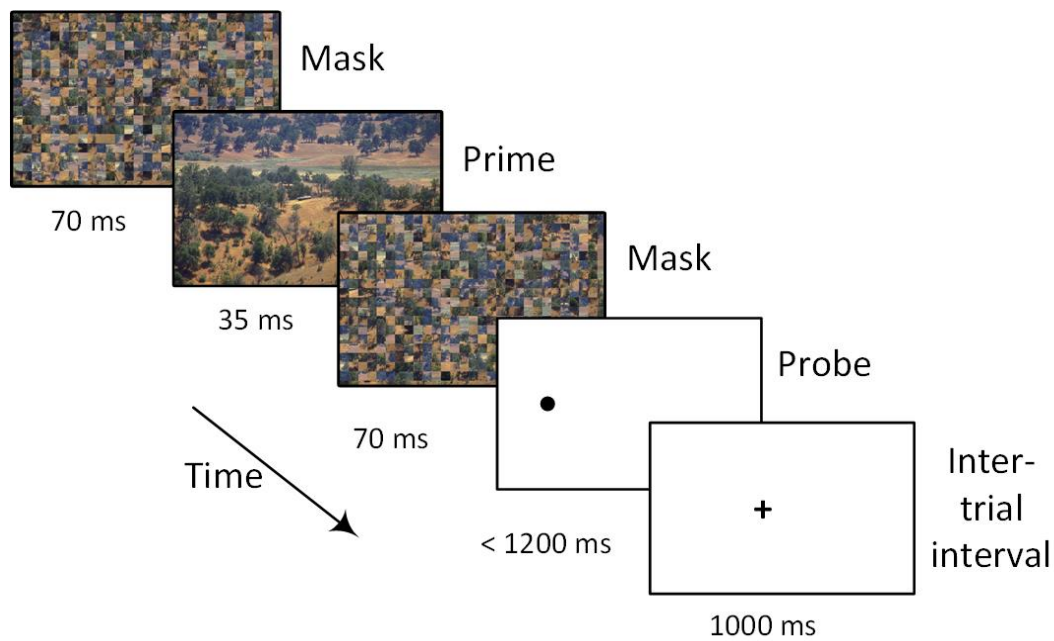 Mask
70 ms
Prime
35 ms
Mask
70 ms
Probe
< 1200 ms
Inter-
trial
interval
1000 ms
Time